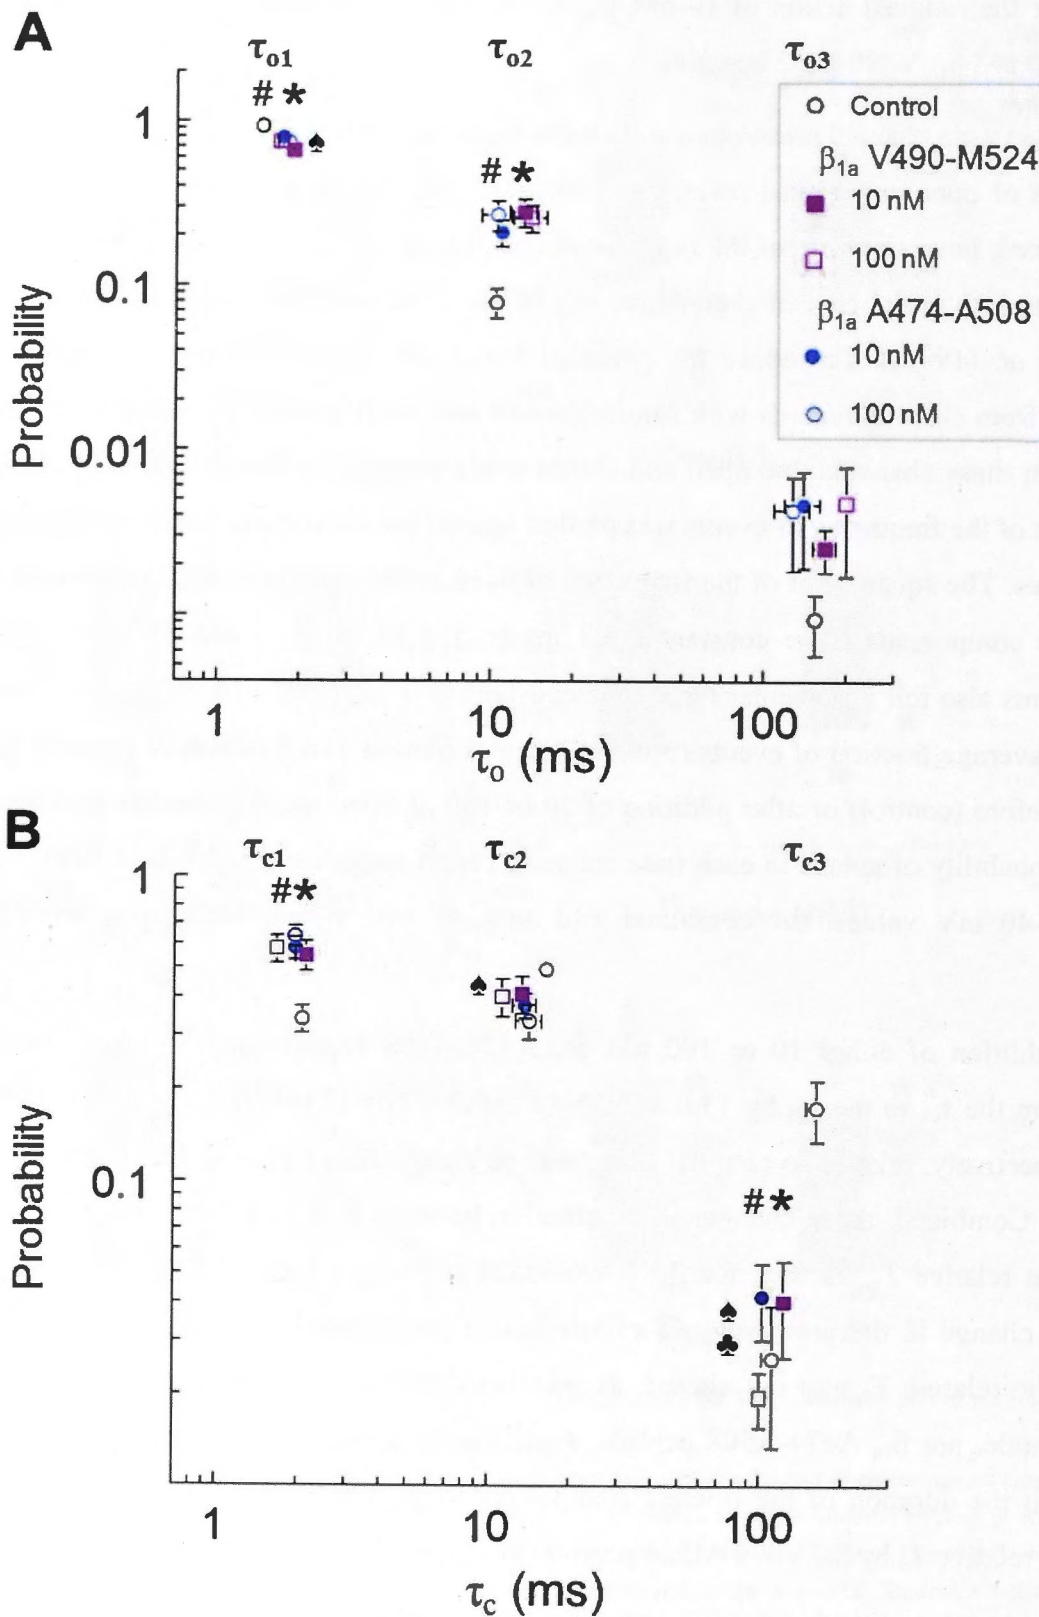 A
τo1 τo2 τo3
# * ♠
# *
1
0.1
0.01
Probability
1 10 100
τo (ms)
Control
β1a V490-M524
10 nM
100 nM
β1a A474-A508
10 nM
100 nM
B
τc1 τc2 τc3
# *
♠
# *
♠
♣
1
0.1
Probability
1 10 100
τc (ms)